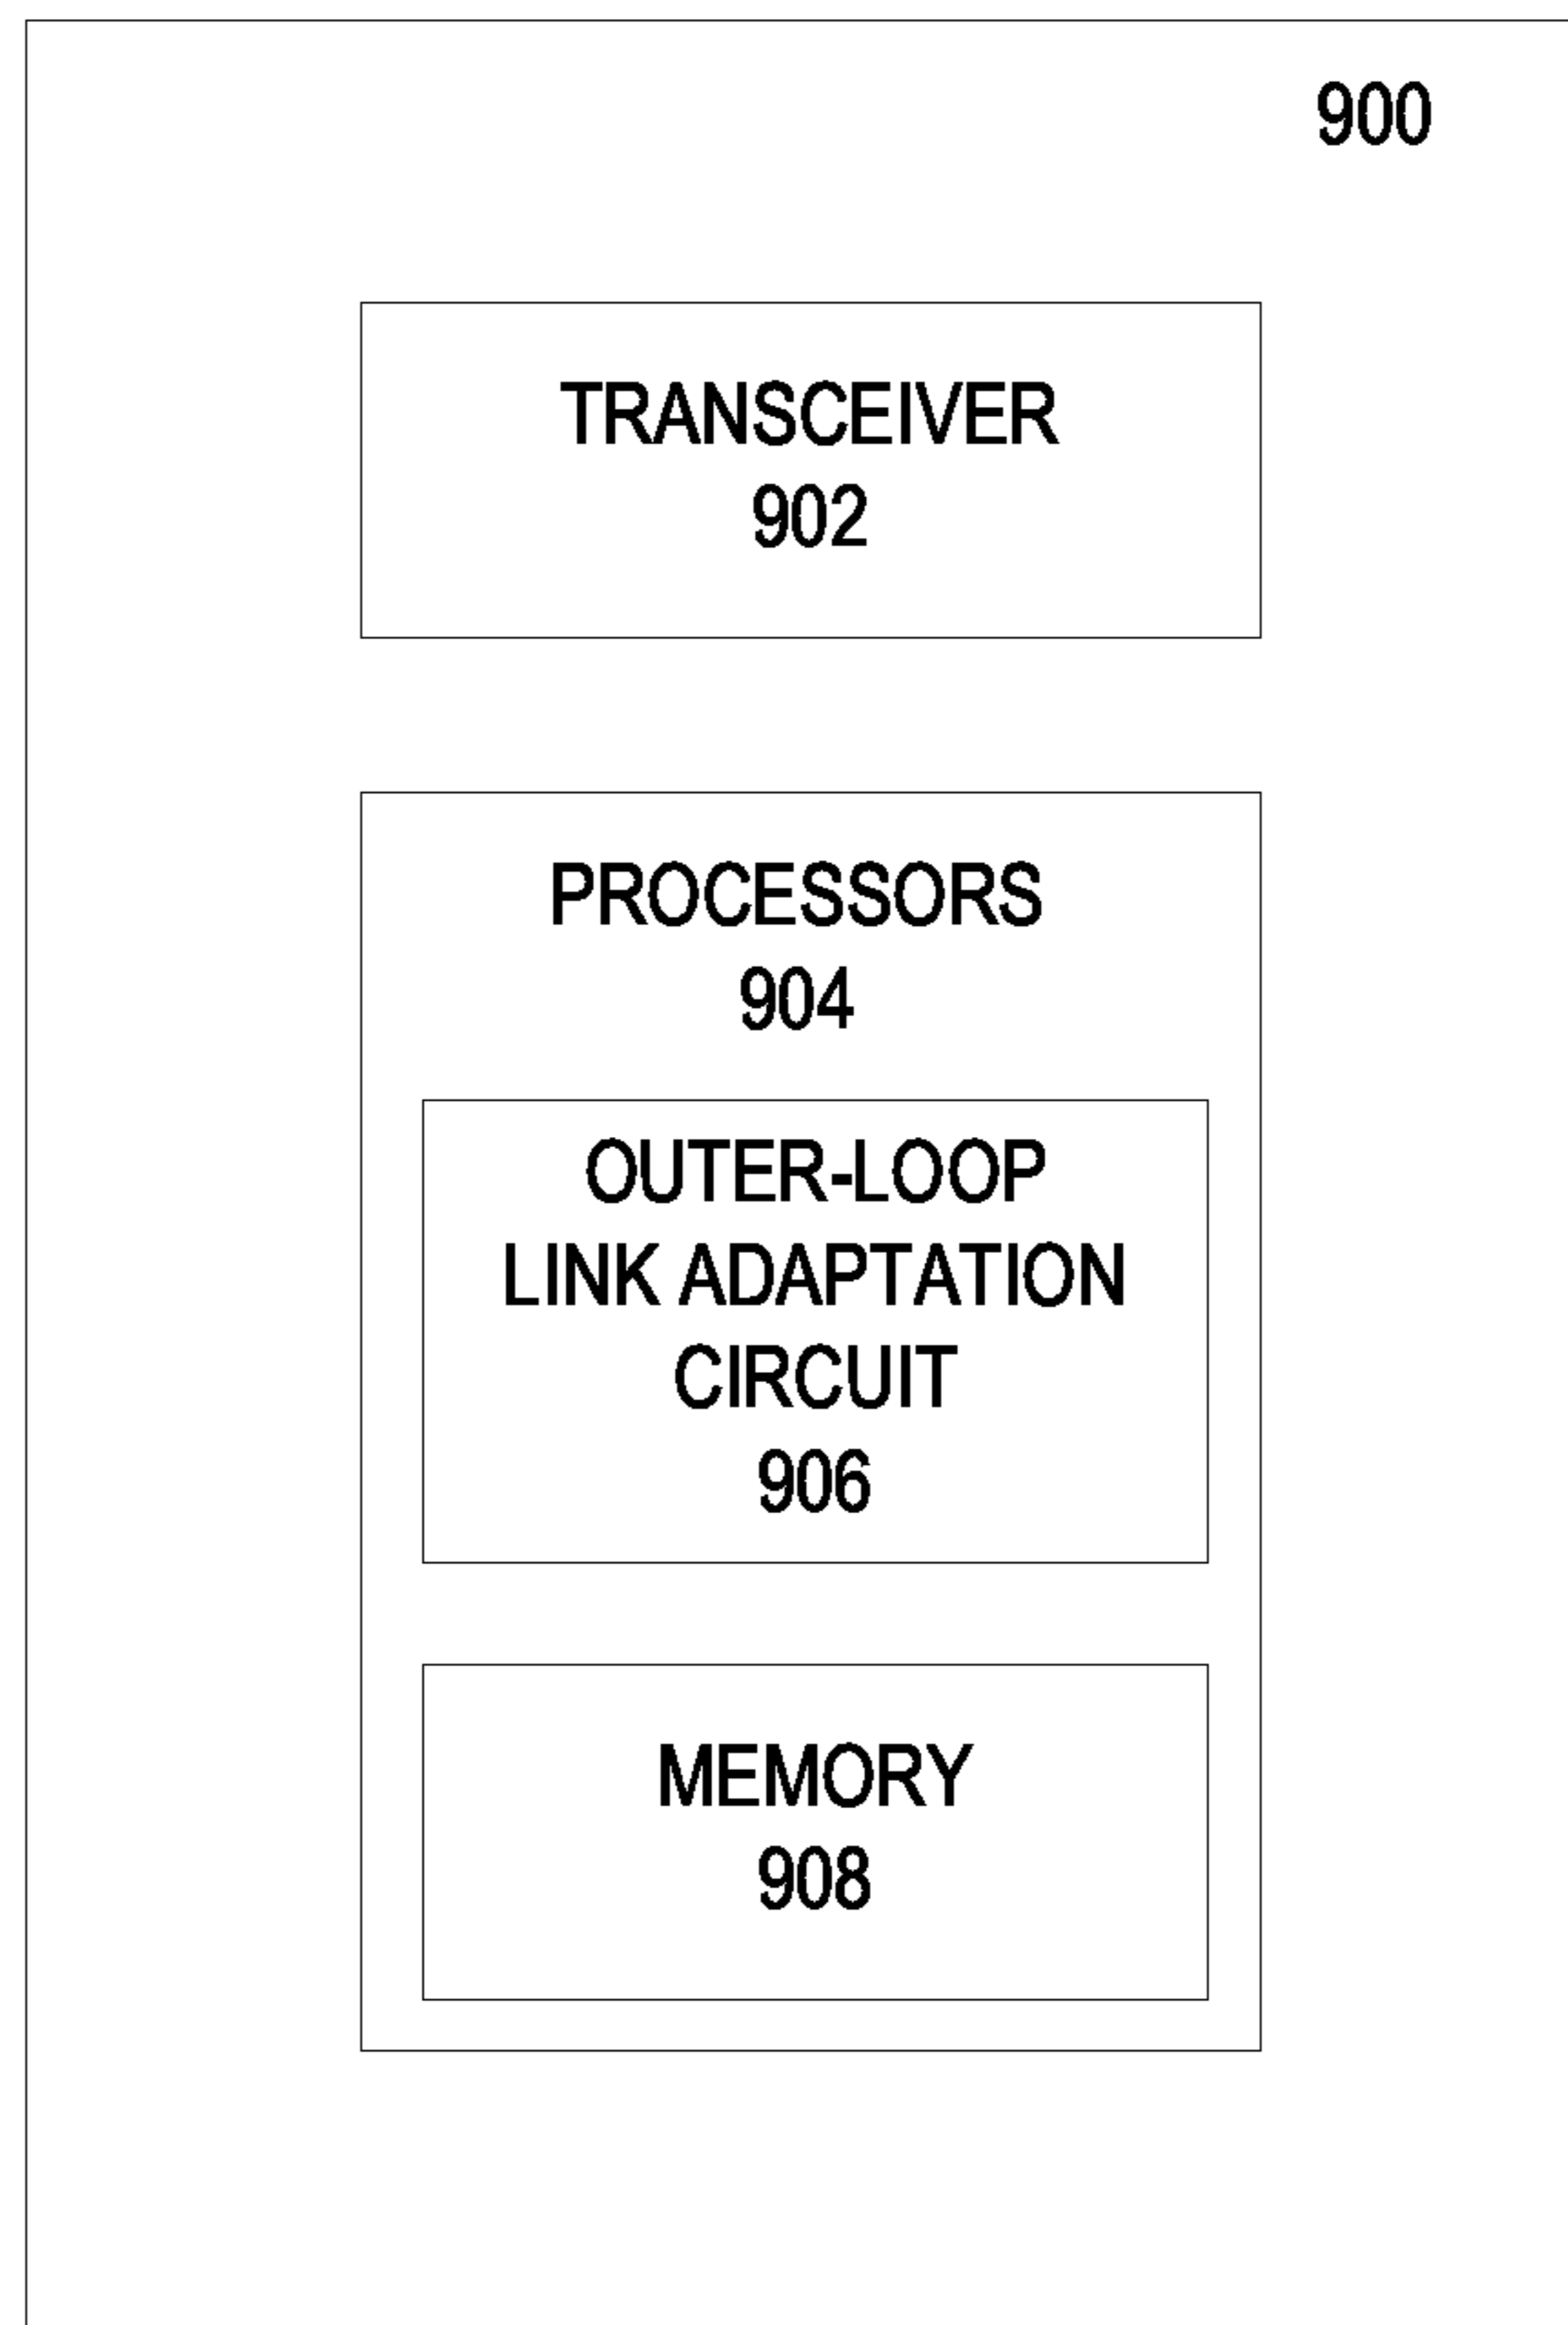 900
TRANSCEIVER
902
PROCESSORS
904
OUTER-LOOP
LINK ADAPTATION
CIRCUIT
906
MEMORY
908